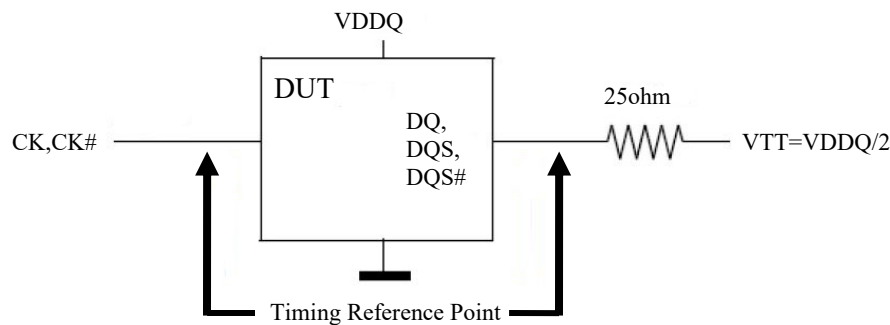 VDDQ
DUT
25ohm
CK,CK#
DQ,
DQS,
DQS#
VTT=VDDQ/2
Timing Reference Point